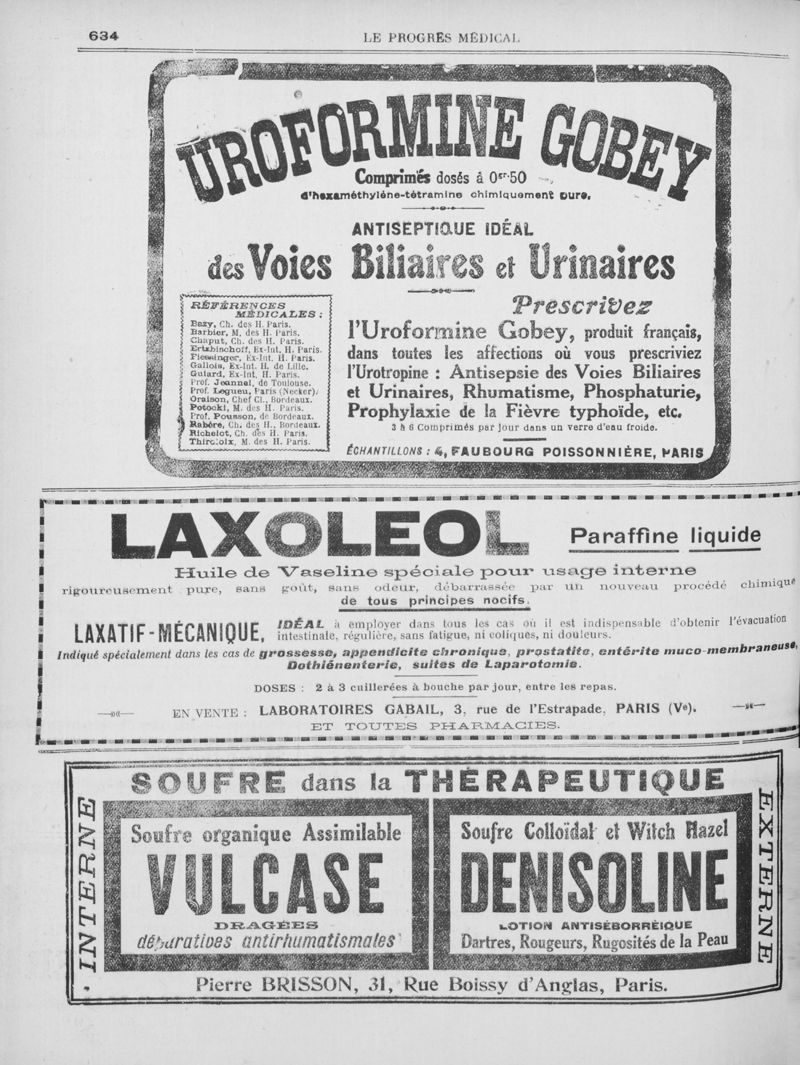 634
LE PROGRÈS MÉDICAL
UROFORMINE GOBEY
Comprimés dosés à 0gr.50
d'hexaméthylène-tétramine chimiquement pure.
ANTISEPTIQUE IDÉAL
des Voies Biliaires et Urinaires
RÉFÉRENCES
MÉDICALES :
Bazy, Ch. des H. Paris.
Barbier, M. des H. Paris.
Chaput, Ch. des H. Paris.
Ertzbischoff, Ex-Int. H. Paris.
Fiessinger, Ex-Int. H. Paris.
Gallois, Ex-Int. H. de Lille.
Guiard, Ex-Int. H. Paris.
Prof. Jeannel, de Toulouse.
Prof. Legueu, Paris (Necker).
Oraison, Chef Cl., Bordeaux.
Potocki, M. des H. Paris.
Prof. Pousson, de Bordeaux.
Rabère, Ch. des H., Bordeaux.
Richelot, Ch. des H. Paris.
Thiroloix, M. des H. Paris.
Prescrivez
l'Uroformine Gobey, produit français,
dans toutes les affections où vous prescriviez
l'Urotropine : Antisepsie des Voies Biliaires
et Urinaires, Rhumatisme, Phosphaturie,
Prophylaxie de la Fièvre typhoïde, etc.
3 à 6 Comprimés par jour dans un verre d'eau froide.
ÉCHANTILLONS : 4, FAUBOURG POISSONNIÈRE, PARIS
LAXOLEOL
Paraffine liquide
Huile de Vaseline spéciale pour usage interne
rigoureusement pure, sans goût, sans odeur, débarrassée par un nouveau procédé chimique
de tous principes nocifs.
LAXATIF-MÉCANIQUE, IDÉAL à employer dans tous les cas où il est indispensable d'obtenir l'évacuation
intestinale, régulière, sans fatigue, ni coliques, ni douleurs.
Indiqué spécialement dans les cas de grossesse, appendicite chronique, prostatite, entérite muco-membraneuse,
Dothiénenterie, suites de Laparotomie.
DOSES : 2 à 3 cuillerées à bouche par jour, entre les repas.
EN VENTE : LABORATOIRES GABAIL, 3, rue de l'Estrapade, PARIS (Ve).
ET TOUTES PHARMACIES.
SOUFRE dans la THÉRAPEUTIQUE
INTERNE
Soufre organique Assimilable
VULCASE
DRAGÉES
dépuratives antirhumatismales
Soufre Colloïdal et Witch Hazel
DENISOLINE
LOTION ANTISÉBORRÉIQUE
Dartres, Rougeurs, Rugosités de la Peau
EXTERNE
Pierre BRISSON, 31, Rue Boissy d'Anglas, Paris.